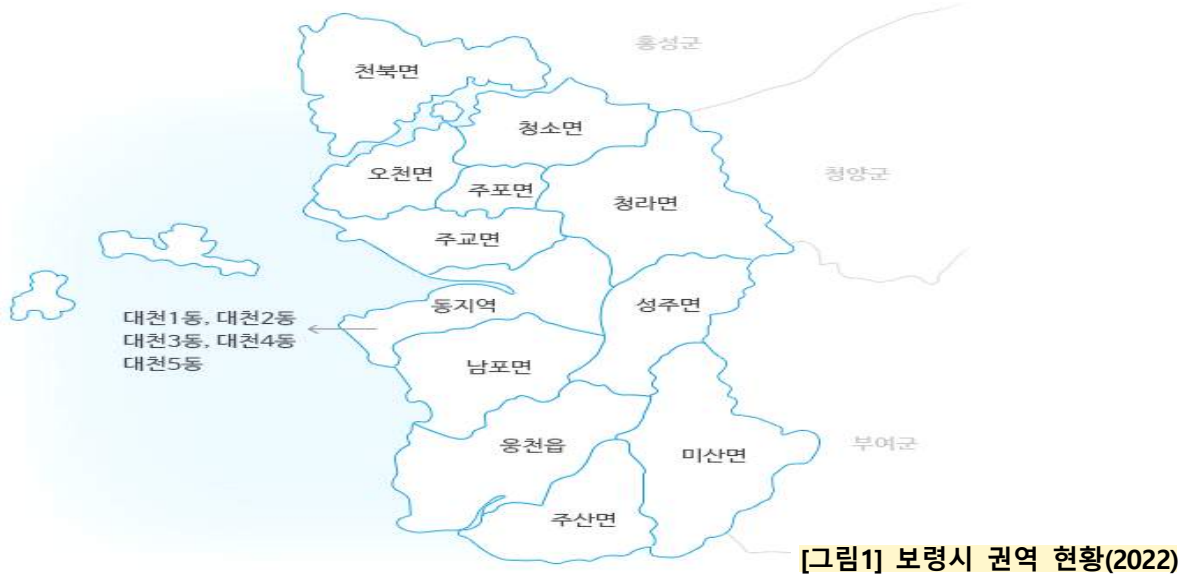 홍성군
천북면
청소면
오천면
주포면
청양군
청라면
주교면
동지역
성주면
대천1동, 대천2동
대천3동, 대천4동
대천5동
남포면
웅천읍
미산면
부여군
주산면
[그림1] 보령시 권역 현황(2022)